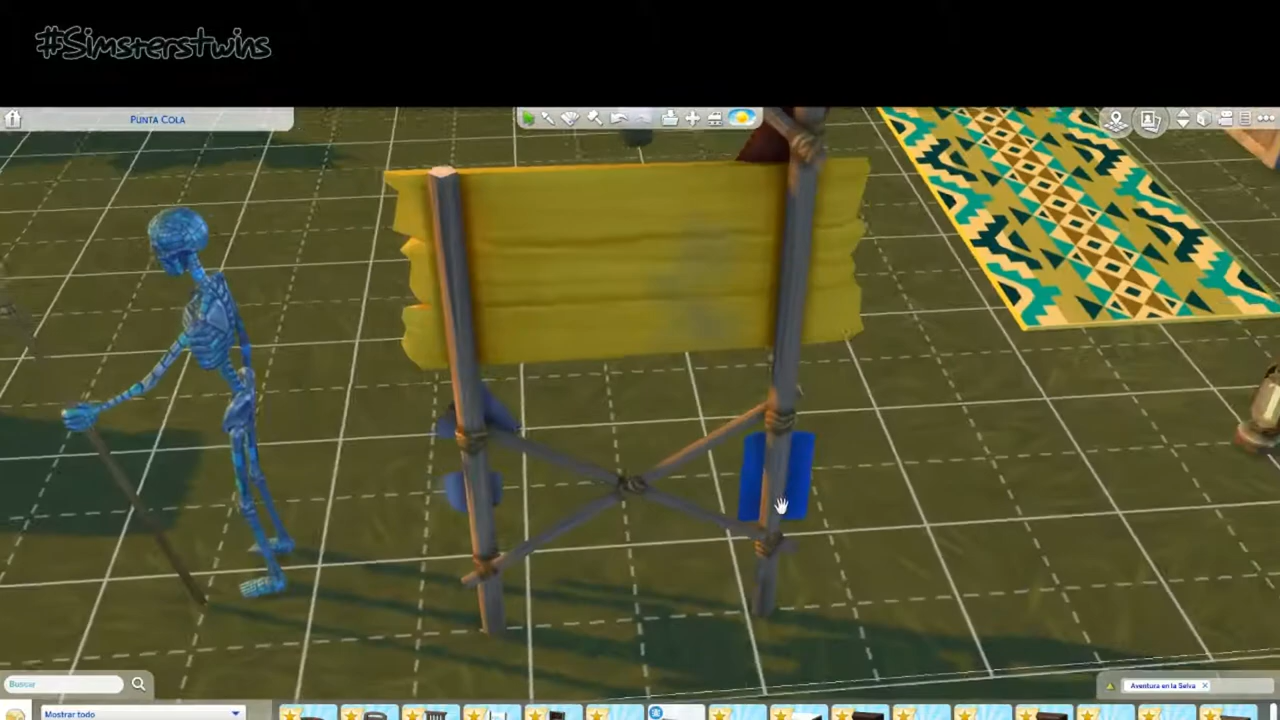 #Simsterstwins
PUNTA COLA
Buscar
Aventura en la Selva
Mostrar todo